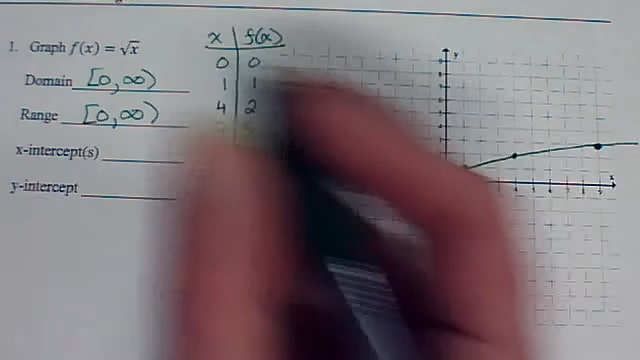 x f(x)
1. Graph f(x) = √x
0 0
Domain [0, ∞)
1 1
4 2
Range [0, ∞)
x-intercept(s)
y-intercept
y
x